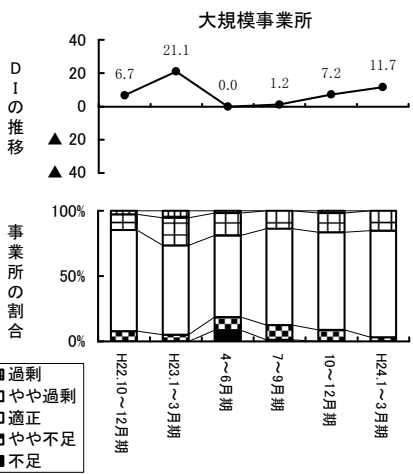 大規模事業所
DIの推移
40
20
0
▲ 20
▲ 40
6.7
21.1
0.0
1.2
7.2
11.7
事業所の割合
100%
50%
0%
H22.10～12月期
H23.1～3月期
4～6月期
7～9月期
10～12月期
H24.1～3月期
過剰
やや過剰
適正
やや不足
不足